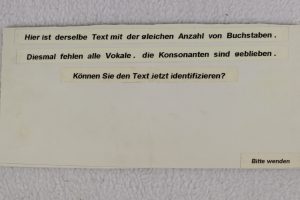 Hier ist derselbe Text mit der gleichen Anzahl von Buchstaben.
Diesmal fehlen alle Vokale, die Konsonanten sind geblieben.
Können Sie den Text jetzt identifizieren?
Bitte wenden